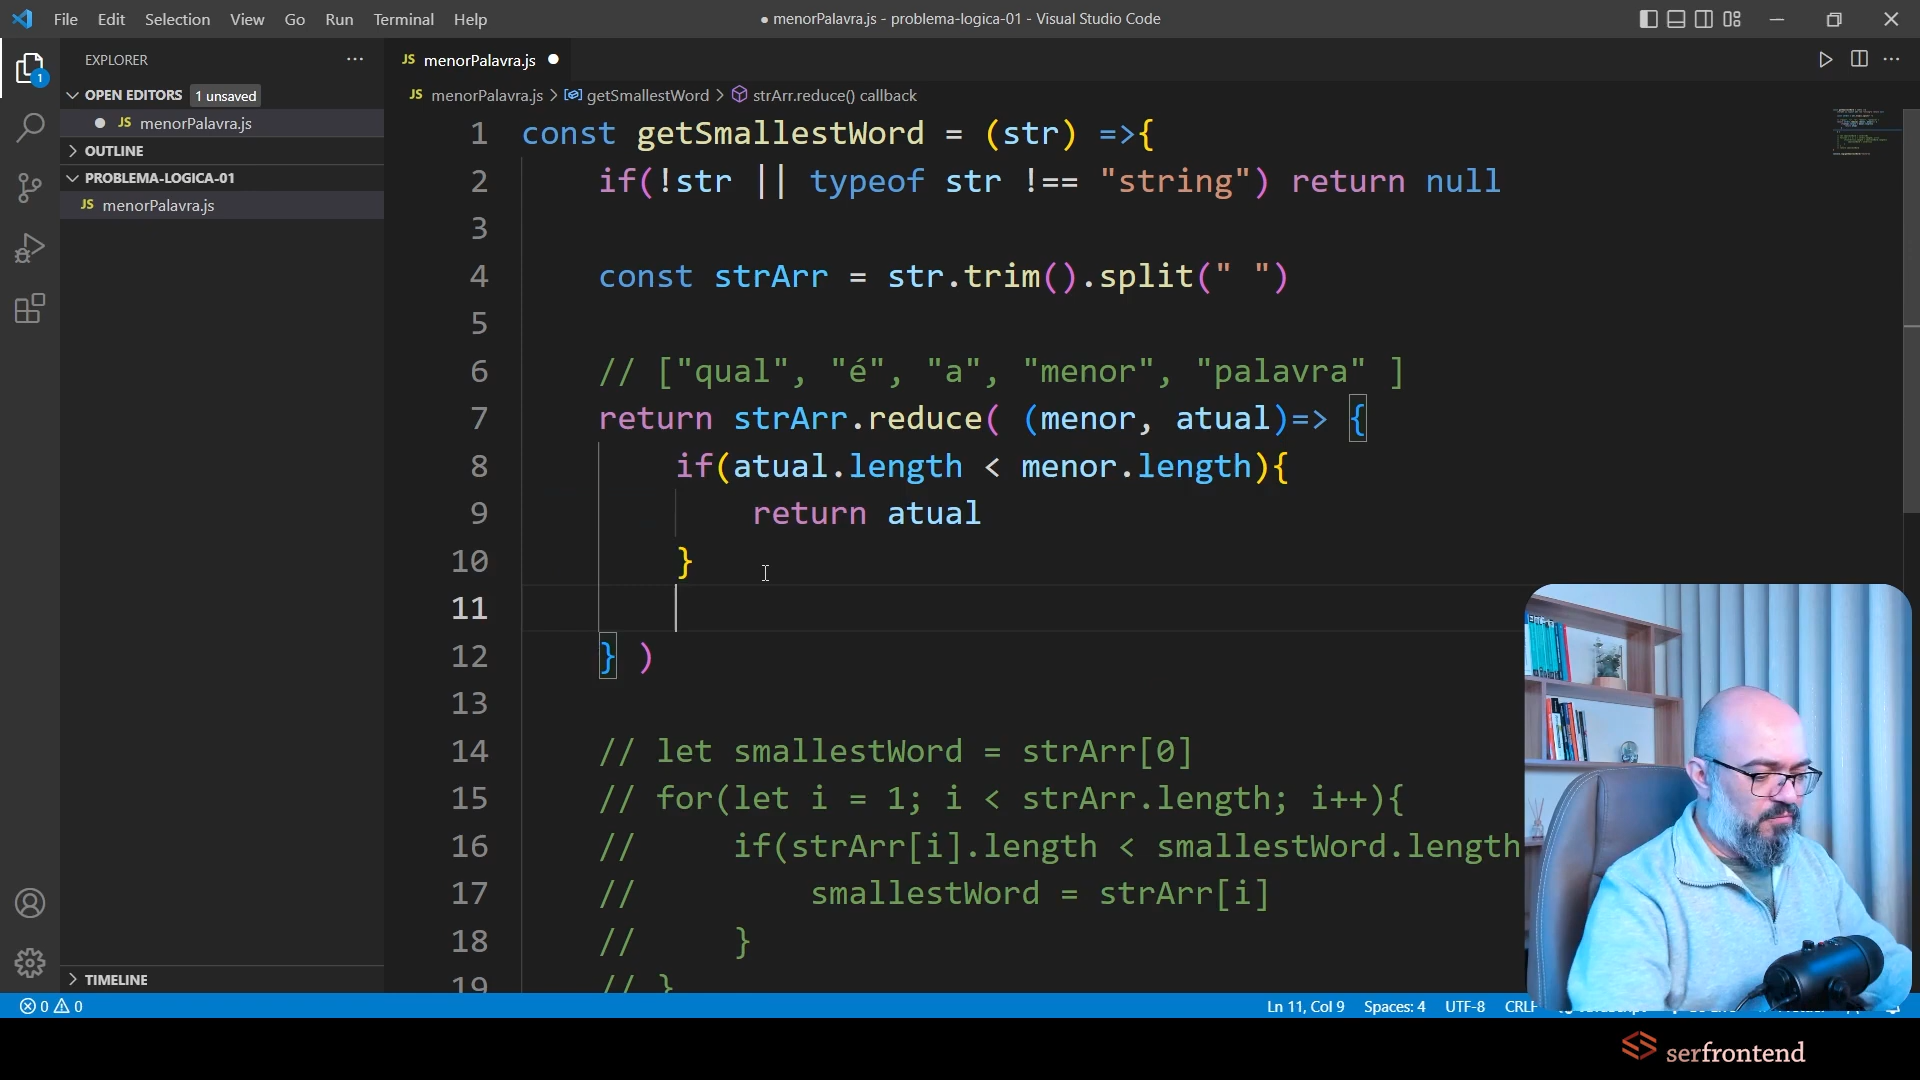 File Edit Selection View Go Run Terminal Help
● menorPalavra.js - problema-logica-01 - Visual Studio Code
EXPLORER
OPEN EDITORS 1 unsaved
JS menorPalavra.js
OUTLINE
PROBLEMA-LOGICA-01
JS menorPalavra.js
TIMELINE
1
JS menorPalavra.js
JS menorPalavra.js > getSmallestWord > strArr.reduce() callback
1 const getSmallestWord = (str) =>{
2     if(!str || typeof str !== "string") return null
3
4     const strArr = str.trim().split(" ")
5
6     // ["qual", "é", "a", "menor", "palavra" ]
7     return strArr.reduce( (menor, atual)=> {
8         if(atual.length < menor.length){
9             return atual
10         }
11
12     } )
13
14     // let smallestWord = strArr[0]
15     // for(let i = 1; i < strArr.length; i++){
16     //     if(strArr[i].length < smallestWord.length
17     //         smallestWord = strArr[i]
18     //     }
19     // }
0 0
Ln 11, Col 9 Spaces: 4 UTF-8 CRLF
serfrontend